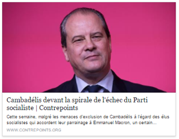 Cambadélis devant la spirale de l'échec du Parti
socialiste | Contrepoints
Cette semaine, malgré les menaces d'exclusion de Cambadélis à l'égard des élus
socialistes qui accordent leur parrainage à Emmanuel Macron, un certain...
WWW.CONTREPOINTS.ORG